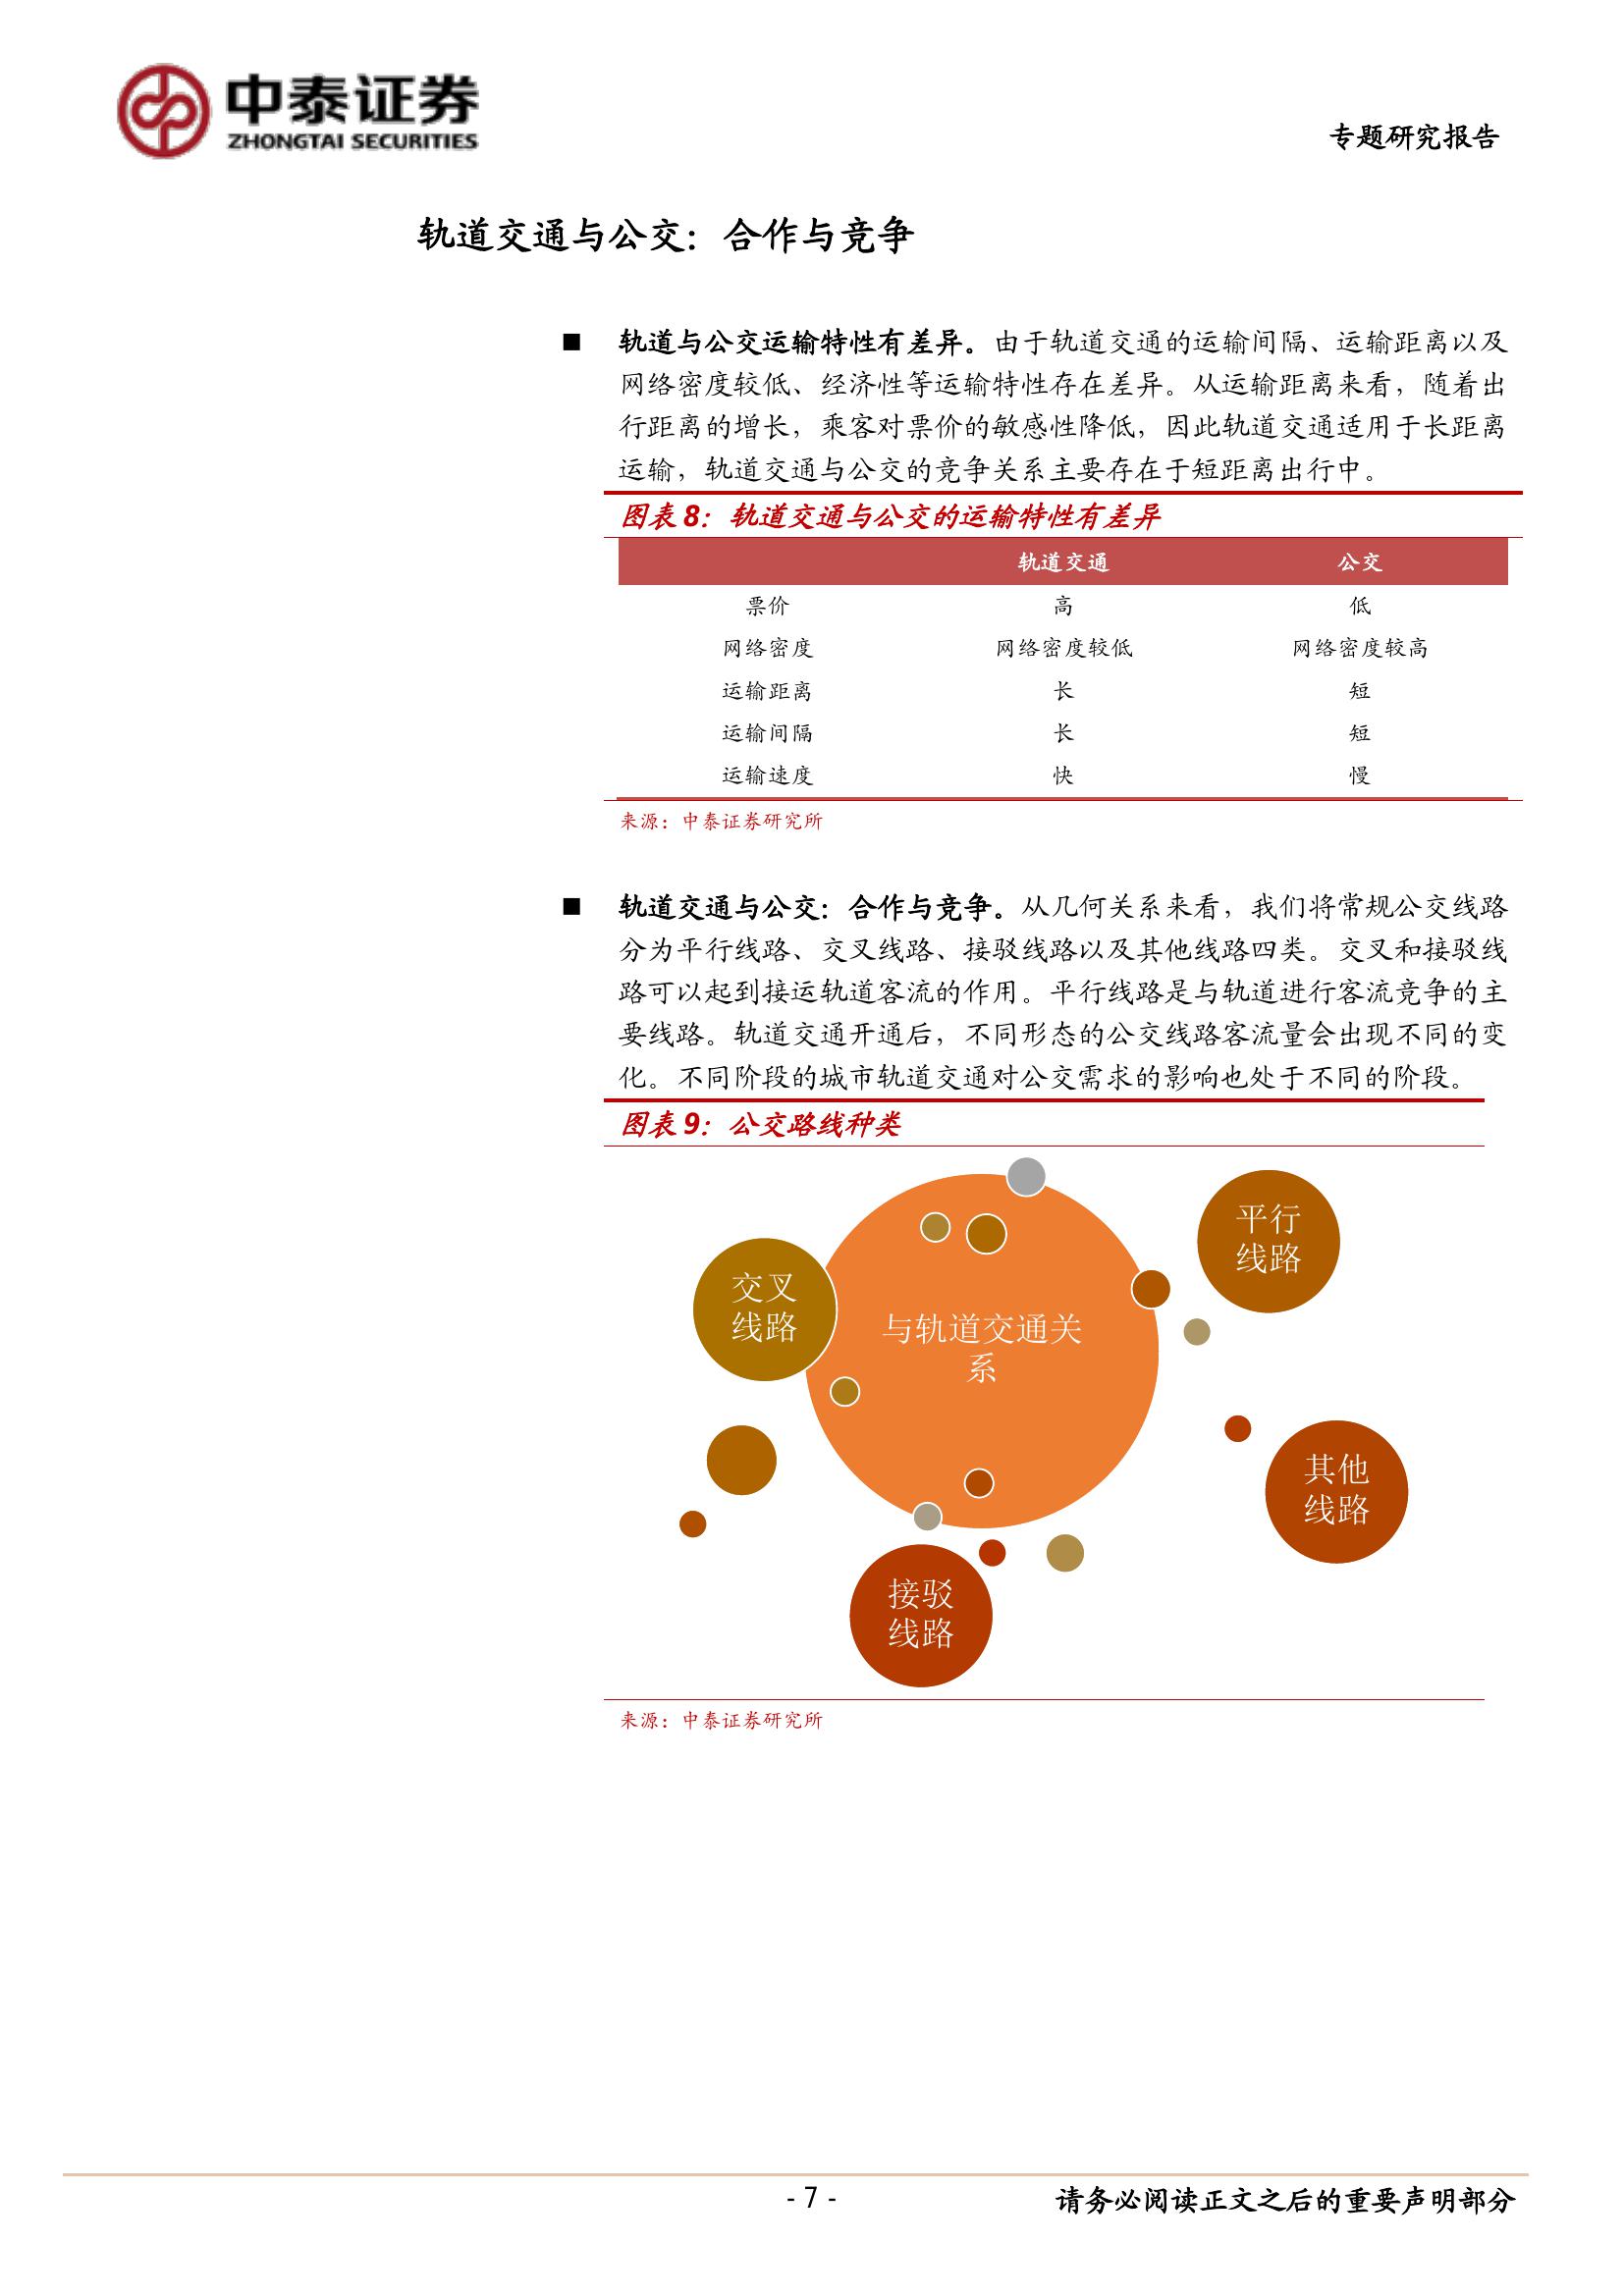 中泰证券
ZHONGTAI SECURITIES
专题研究报告
轨道交通与公交：合作与竞争
■ 轨道与公交运输特性有差异。由于轨道交通的运输间隔、运输距离以及
网络密度较低、经济性等运输特性存在差异。从运输距离来看，随着出
行距离的增长，乘客对票价的敏感性降低，因此轨道交通适用于长距离
运输，轨道交通与公交的竞争关系主要存在于短距离出行中。
图表 8：轨道交通与公交的运输特性有差异
轨道交通 公交
票价 高 低
网络密度 网络密度较低 网络密度较高
运输距离 长 短
运输间隔 长 短
运输速度 快 慢
来源：中泰证券研究所
■ 轨道交通与公交：合作与竞争。从几何关系来看，我们将常规公交线路
分为平行线路、交叉线路、接驳线路以及其他线路四类。交叉和接驳线
路可以起到接运轨道客流的作用。平行线路是与轨道进行客流竞争的主
要线路。轨道交通开通后，不同形态的公交线路客流量会出现不同的变
化。不同阶段的城市轨道交通对公交需求的影响也处于不同的阶段。
图表 9：公交路线种类
平行
线路
交叉
线路
与轨道交通关
系
其他
线路
接驳
线路
来源：中泰证券研究所
- 7 -
请务必阅读正文之后的重要声明部分